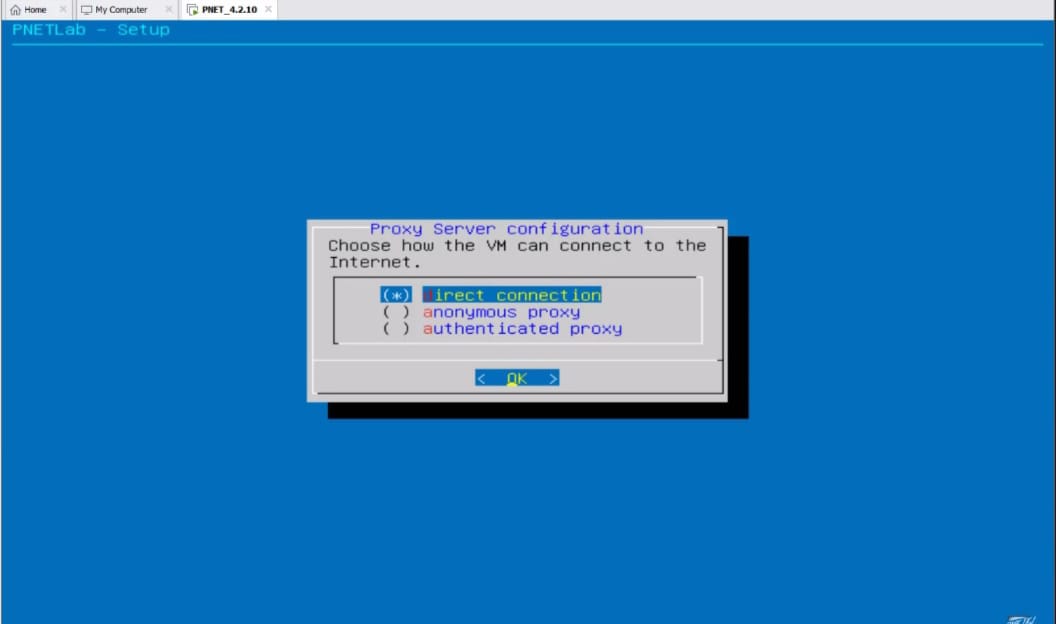 Home
My Computer
PNET_4.2.10
PNETLab - Setup
Proxy Server configuration
Choose how the VM can connect to the
Internet.
(*) direct connection
( ) anonymous proxy
( ) authenticated proxy
< OK >